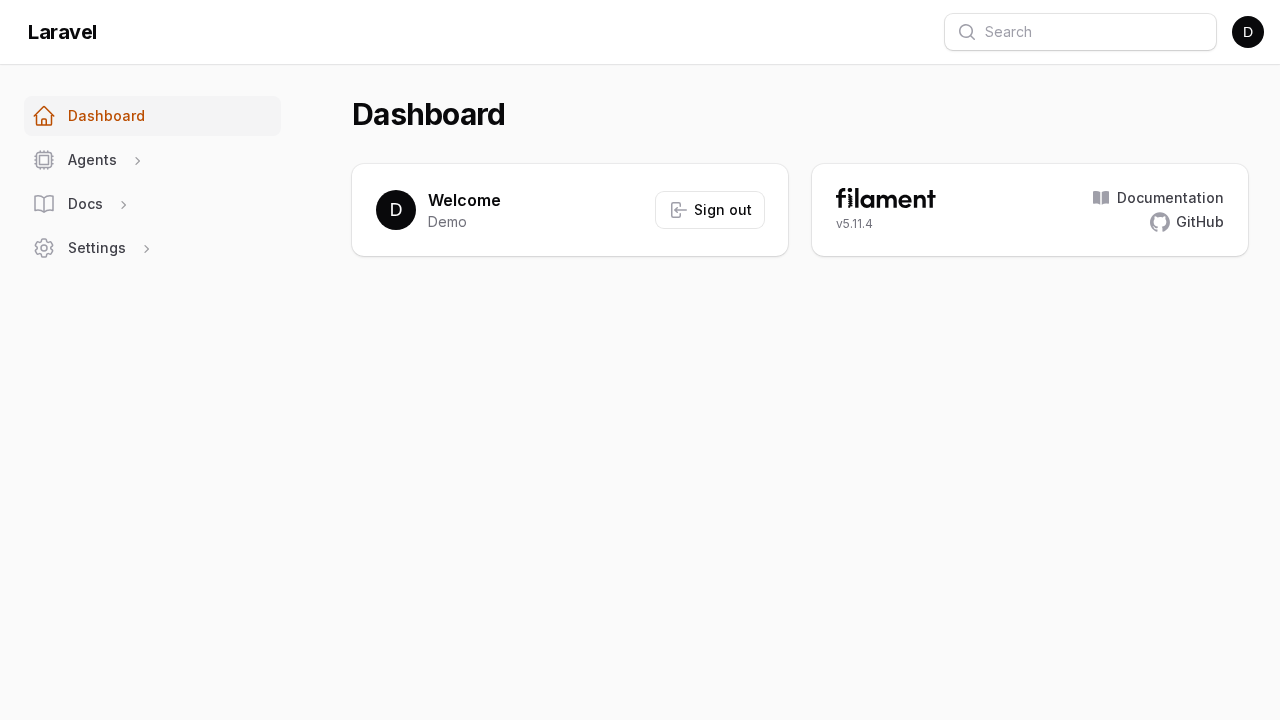 Laravel
Search
D
Dashboard
Agents
Docs
Settings
Dashboard
D
Welcome
Demo
Sign out
filament
v5.11.4
Documentation
GitHub